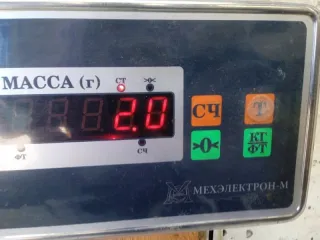 МАССА (г) СТ >0<
2.0
ФТ СЧ
СЧ Т
>0< КГ ФТ
МЕХЭЛЕКТРОН-М